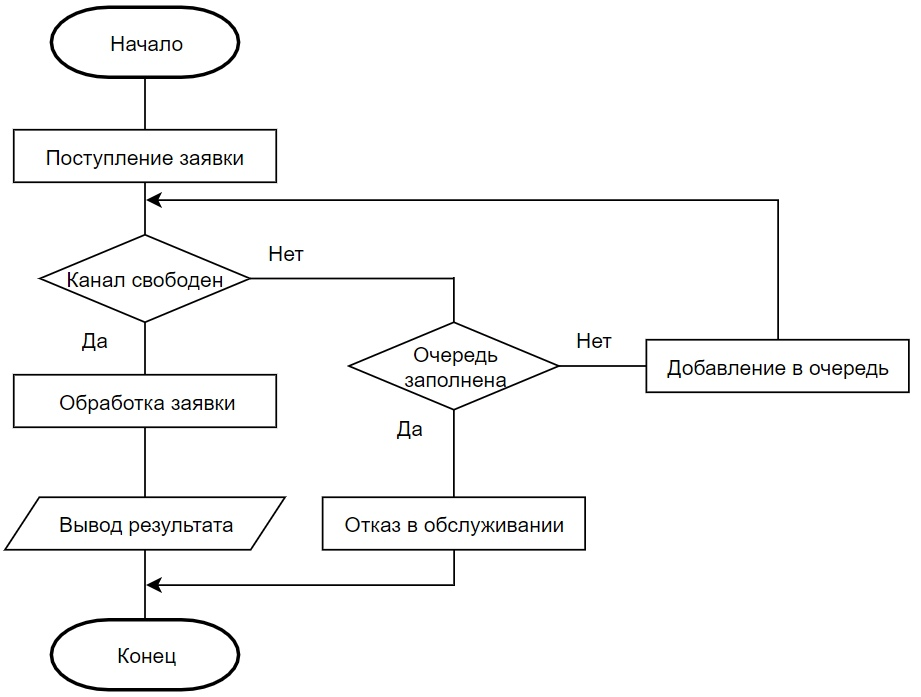 Начало
Поступление заявки
Нет
Канал свободен
Да
Очередь
заполнена
Нет
Добавление в очередь
Обработка заявки
Да
Вывод результата
Отказ в обслуживании
Конец